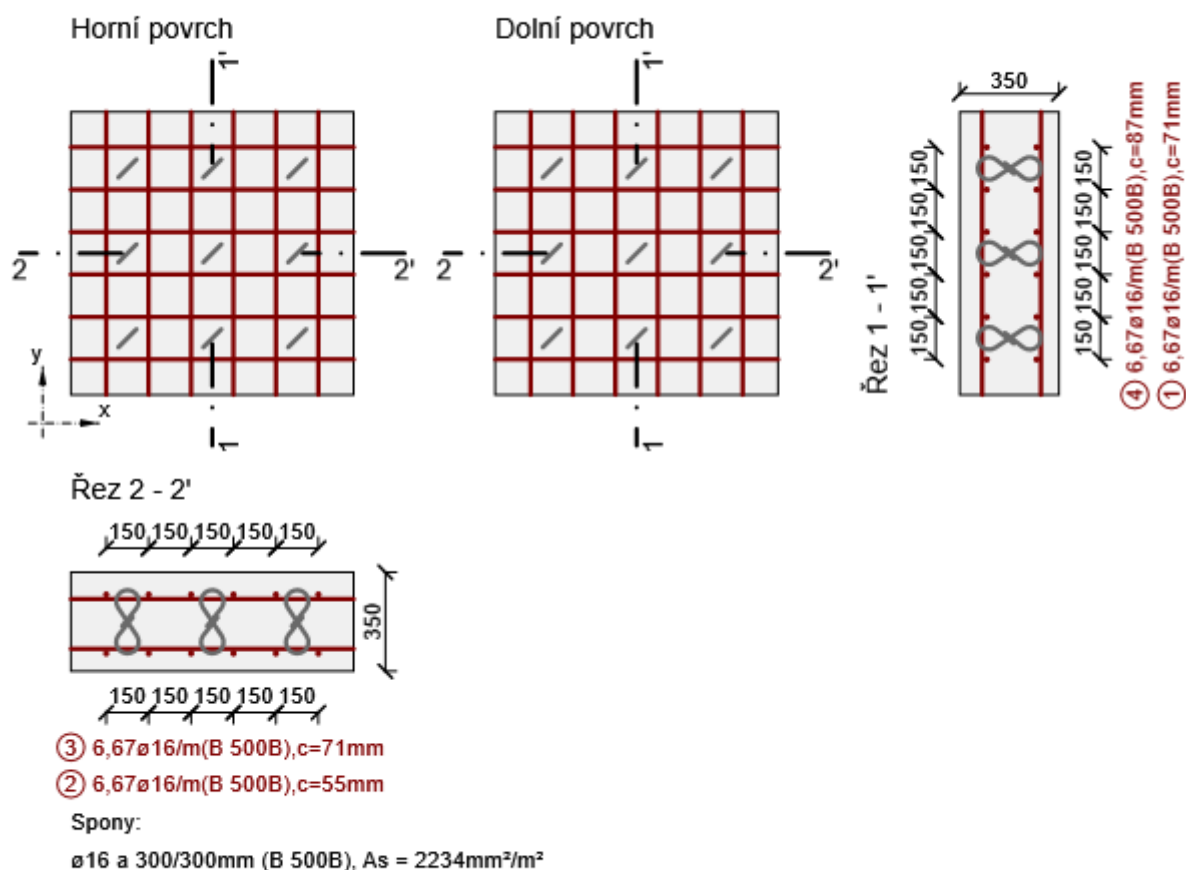 Horní povrch
Dolní povrch
1'
1'
350
2
2'
2
2'
150 150 150 150 150
150 150 150 150 150
④ 6,67ø16/m(B 500B),c=87mm
① 6,67ø16/m(B 500B),c=71mm
Řez 1 - 1'
y
x
1
1
Řez 2 - 2'
150 150 150 150 150
350
150 150 150 150 150
③ 6,67ø16/m(B 500B),c=71mm
② 6,67ø16/m(B 500B),c=55mm
Spony:
ø16 a 300/300mm (B 500B), As = 2234mm²/m²